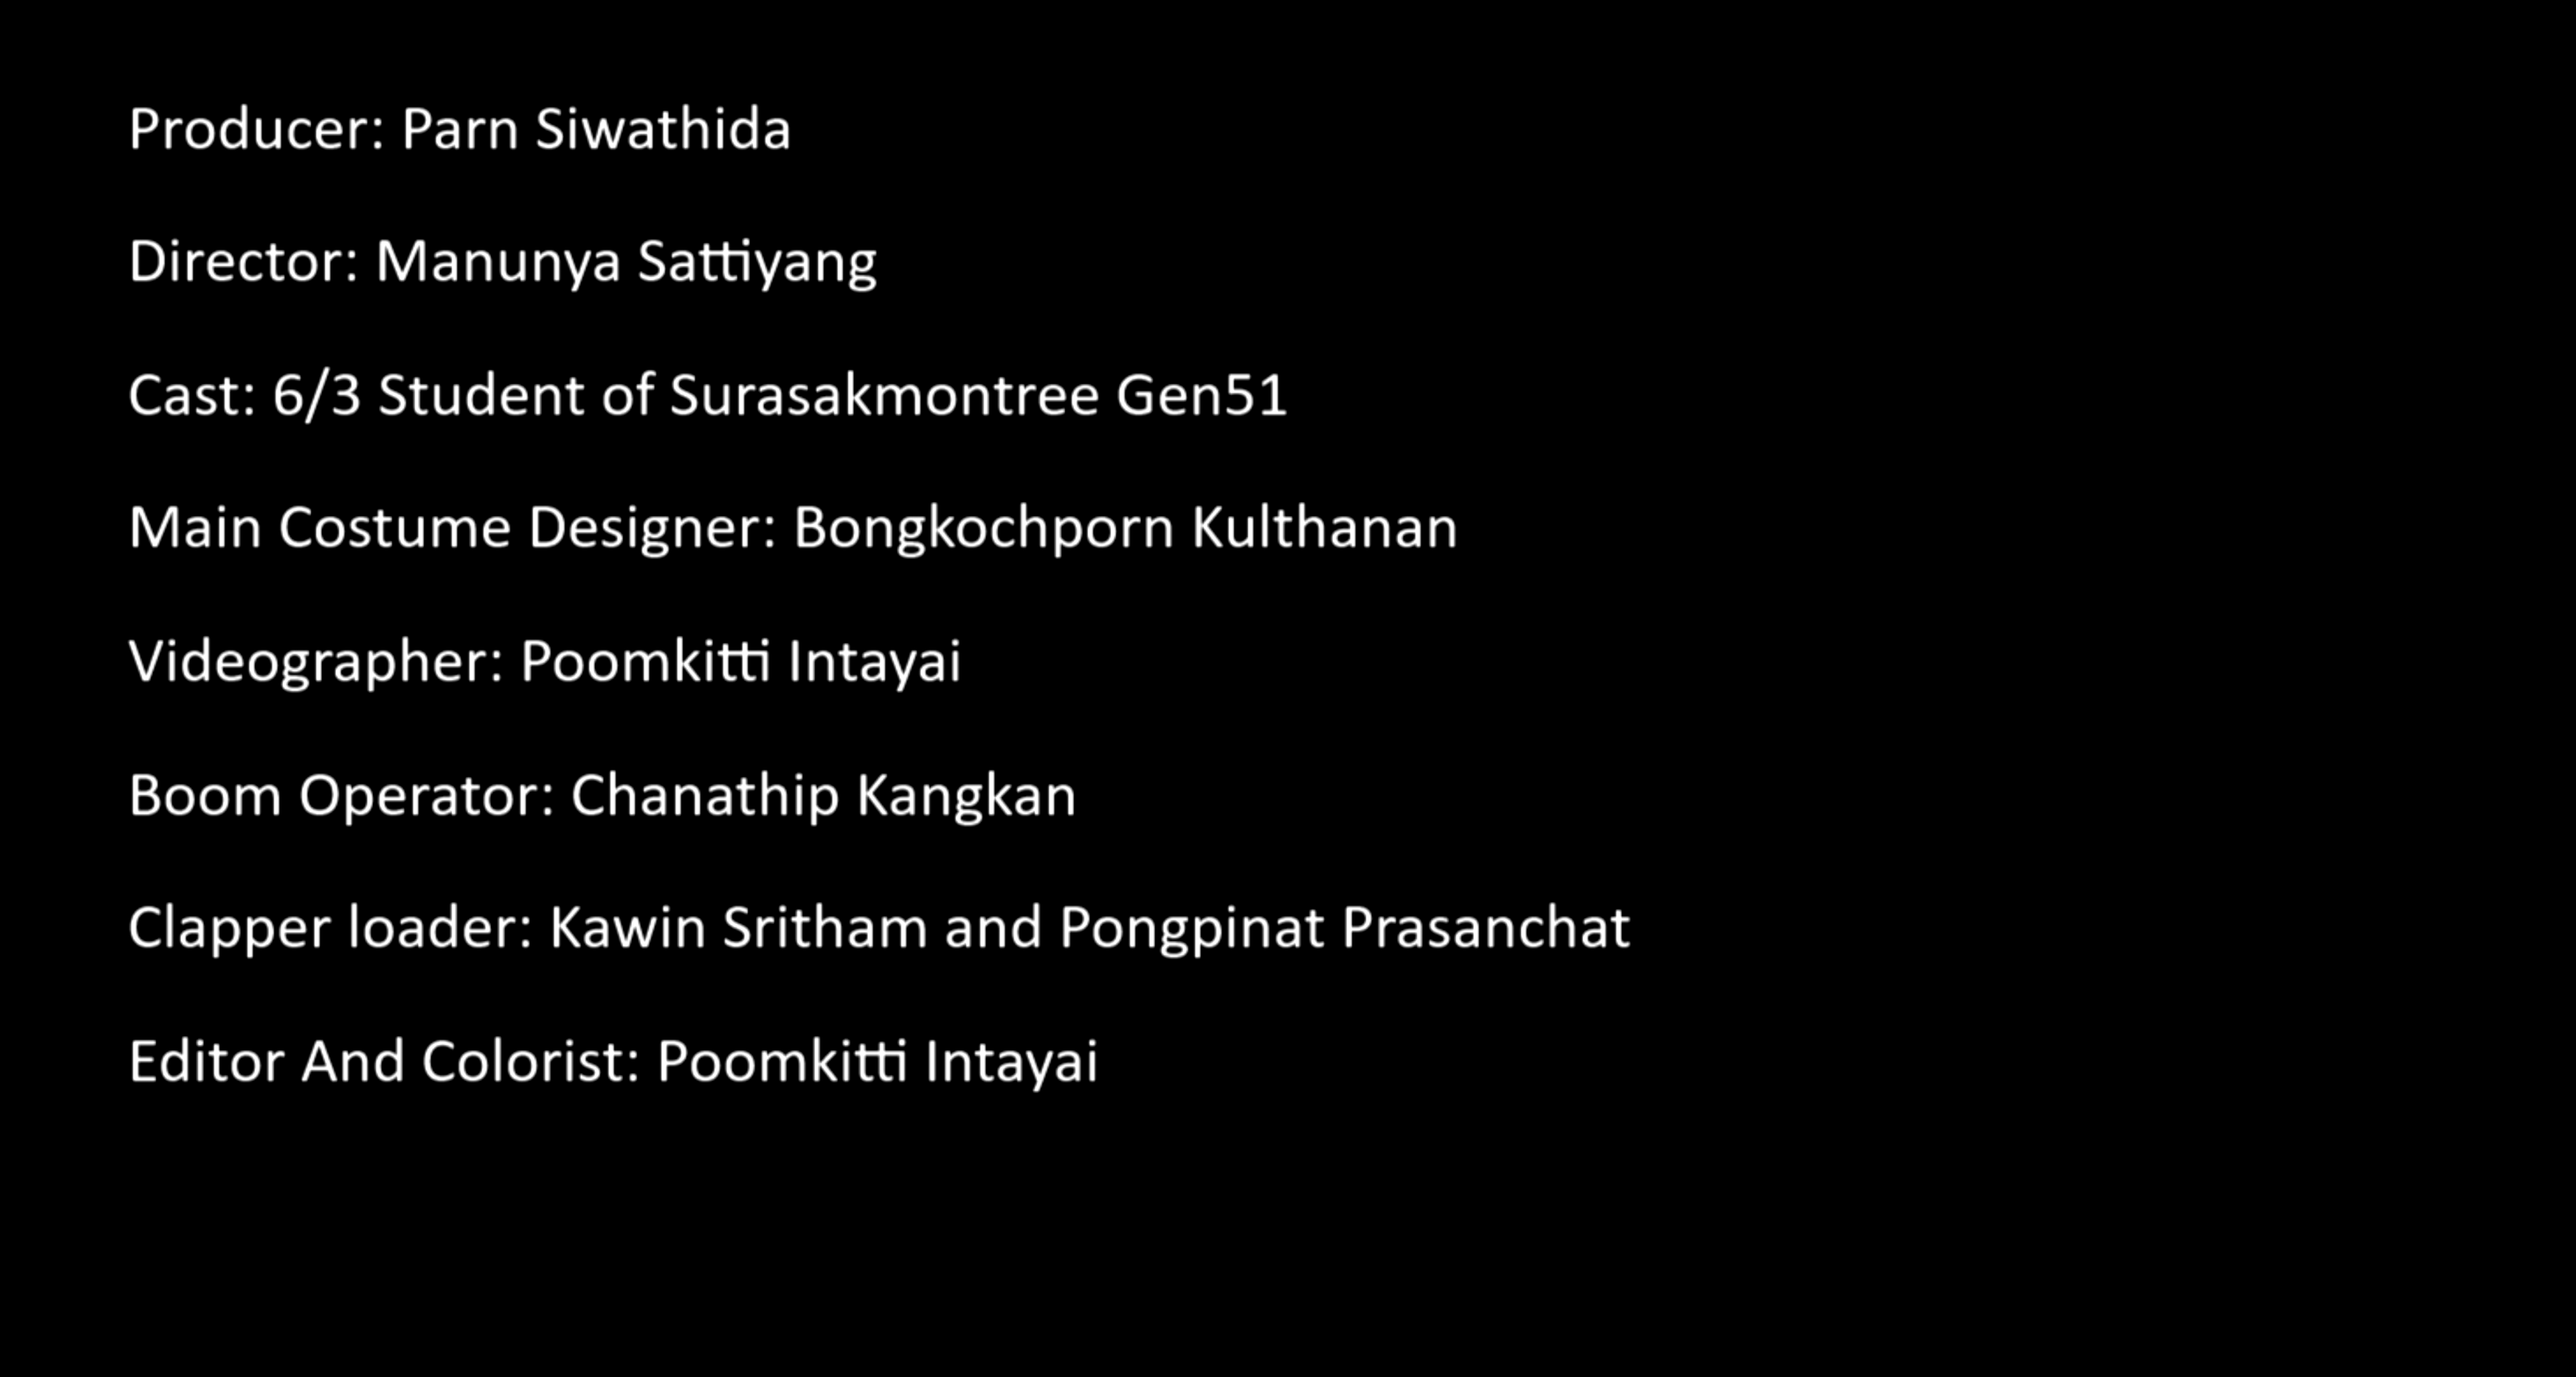 Producer: Parn Siwathida
Director: Manunya Sattiyang
Cast: 6/3 Student of Surasakmontree Gen51
Main Costume Designer: Bongkochporn Kulthanan
Videographer: Poomkitti Intayai
Boom Operator: Chanathip Kangkan
Clapper loader: Kawin Sritham and Pongpinat Prasanchat
Editor And Colorist: Poomkitti Intayai